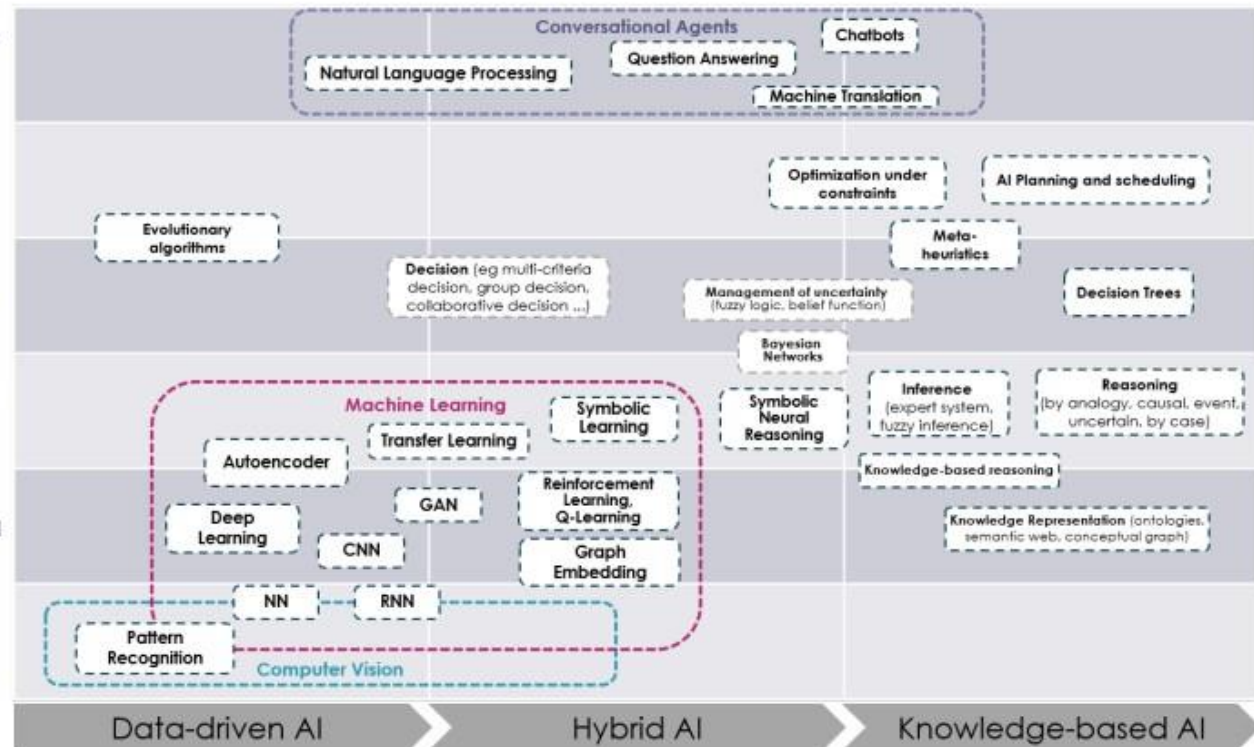 Conversational Agents
Chatbots
Question Answering
Natural Language Processing
Machine Translation
Optimization under
constraints
AI Planning and scheduling
Evolutionary
algorithms
Meta-
heuristics
Decision (eg multi-criteria
decision, group decision,
collaborative decision ...)
Management of uncertainty
(fuzzy logic, belief function)
Decision Trees
Bayesian
Networks
Machine Learning
Symbolic
Learning
Transfer Learning
Autoencoder
Symbolic
Neural
Reasoning
Inference
(expert system,
fuzzy inference)
Reasoning
(by analogy, causal, event,
uncertain, by case)
Knowledge-based reasoning
Deep
Learning
GAN
CNN
Reinforcement
Learning,
Q-Learning
Graph
Embedding
Knowledge Representation (ontologies,
semantic web, conceptual graph)
NN
RNN
Pattern
Recognition
Computer Vision
Data-driven AI
Hybrid AI
Knowledge-based AI